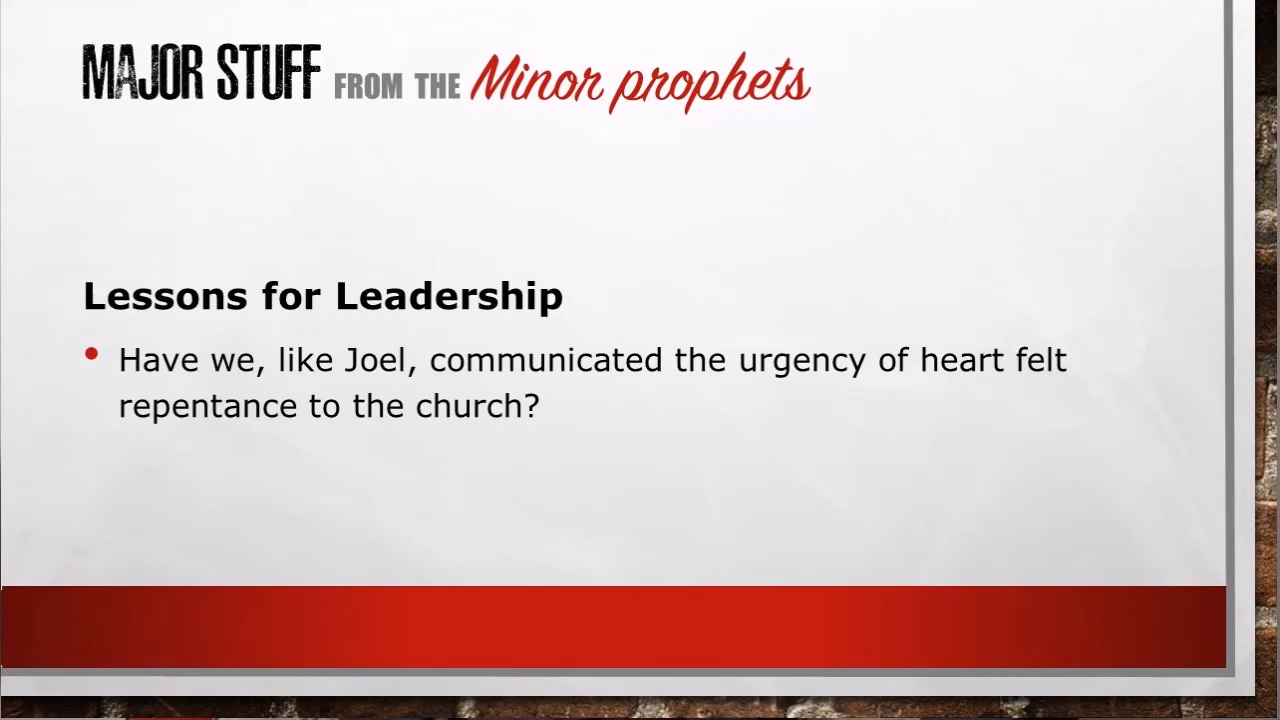 MAJOR STUFF FROM THE Minor prophets
Lessons for Leadership
• Have we, like Joel, communicated the urgency of heart felt
repentance to the church?